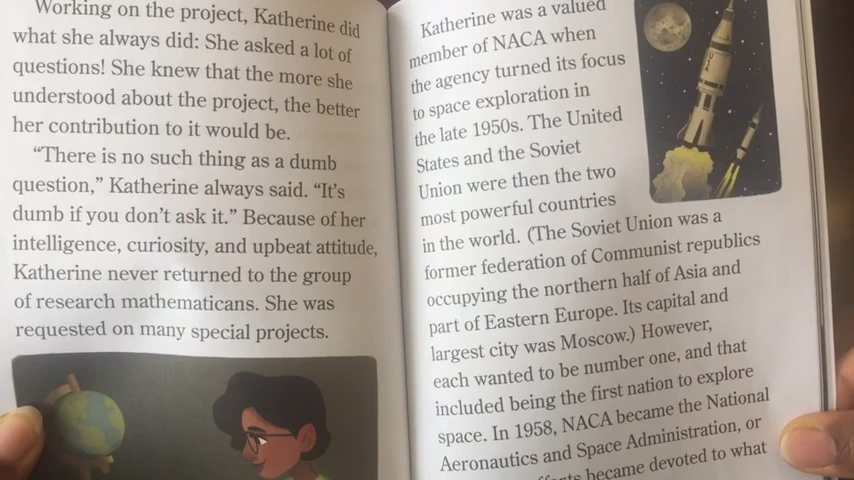 Working on the project, Katherine did
what she always did: She asked a lot of
questions! She knew that the more she
understood about the project, the better
her contribution to it would be.
“There is no such thing as a dumb
question,” Katherine always said. “It’s
dumb if you don’t ask it.” Because of her
intelligence, curiosity, and upbeat attitude,
Katherine never returned to the group
of research mathematicans. She was
requested on many special projects.
Katherine was a valued
member of NACA when
the agency turned its focus
to space exploration in
the late 1950s. The United
States and the Soviet
Union were then the two
most powerful countries
in the world. (The Soviet Union was a
former federation of Communist republics
occupying the northern half of Asia and
part of Eastern Europe. Its capital and
largest city was Moscow.) However,
each wanted to be number one, and that
included being the first nation to explore
space. In 1958, NACA became the National
Aeronautics and Space Administration, or
became devoted to what